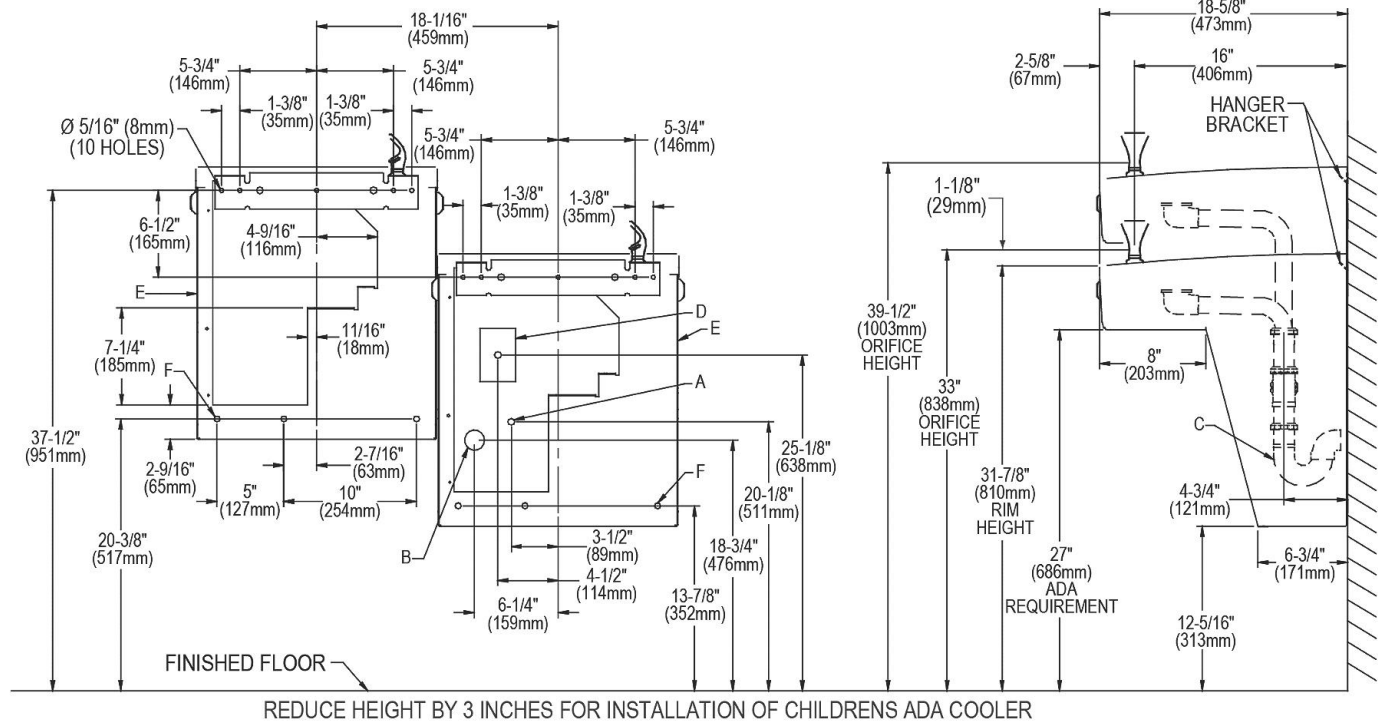 18-1/16"
(459mm)
5-3/4"
(146mm)
5-3/4"
(146mm)
1-3/8"
(35mm)
1-3/8"
(35mm)
Ø 5/16" (8mm)
(10 HOLES)
5-3/4"
(146mm)
5-3/4"
(146mm)
1-3/8"
(35mm)
1-3/8"
(35mm)
6-1/2"
(165mm)
4-9/16"
(116mm)
E
7-1/4"
(185mm)
11/16"
(18mm)
F
37-1/2"
(951mm)
2-9/16"
(65mm)
2-7/16"
(63mm)
5"
(127mm)
10"
(254mm)
20-3/8"
(517mm)
D
E
A
B
F
25-1/8"
(638mm)
20-1/8"
(511mm)
18-3/4"
(476mm)
13-7/8"
(352mm)
3-1/2"
(89mm)
4-1/2"
(114mm)
6-1/4"
(159mm)
18-5/8"
(473mm)
2-5/8"
(67mm)
16"
(406mm)
HANGER
BRACKET
1-1/8"
(29mm)
39-1/2"
(1003mm)
ORIFICE
HEIGHT
33"
(838mm)
ORIFICE
HEIGHT
8"
(203mm)
C
31-7/8"
(810mm)
RIM
HEIGHT
4-3/4"
(121mm)
27"
(686mm)
ADA
REQUIREMENT
6-3/4"
(171mm)
12-5/16"
(313mm)
FINISHED FLOOR
REDUCE HEIGHT BY 3 INCHES FOR INSTALLATION OF CHILDRENS ADA COOLER